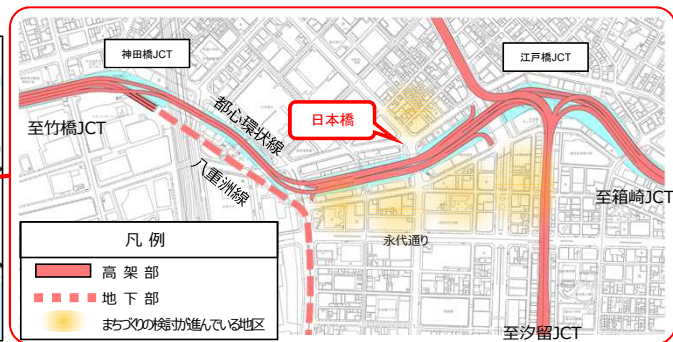 神田橋JCT
江戸橋JCT
日本橋
至竹橋JCT
都心環状線
八重洲線
至箱崎JCT
永代通り
凡例
高架部
地下部
まちづくりの検討が進んでいる地区
至汐留JCT